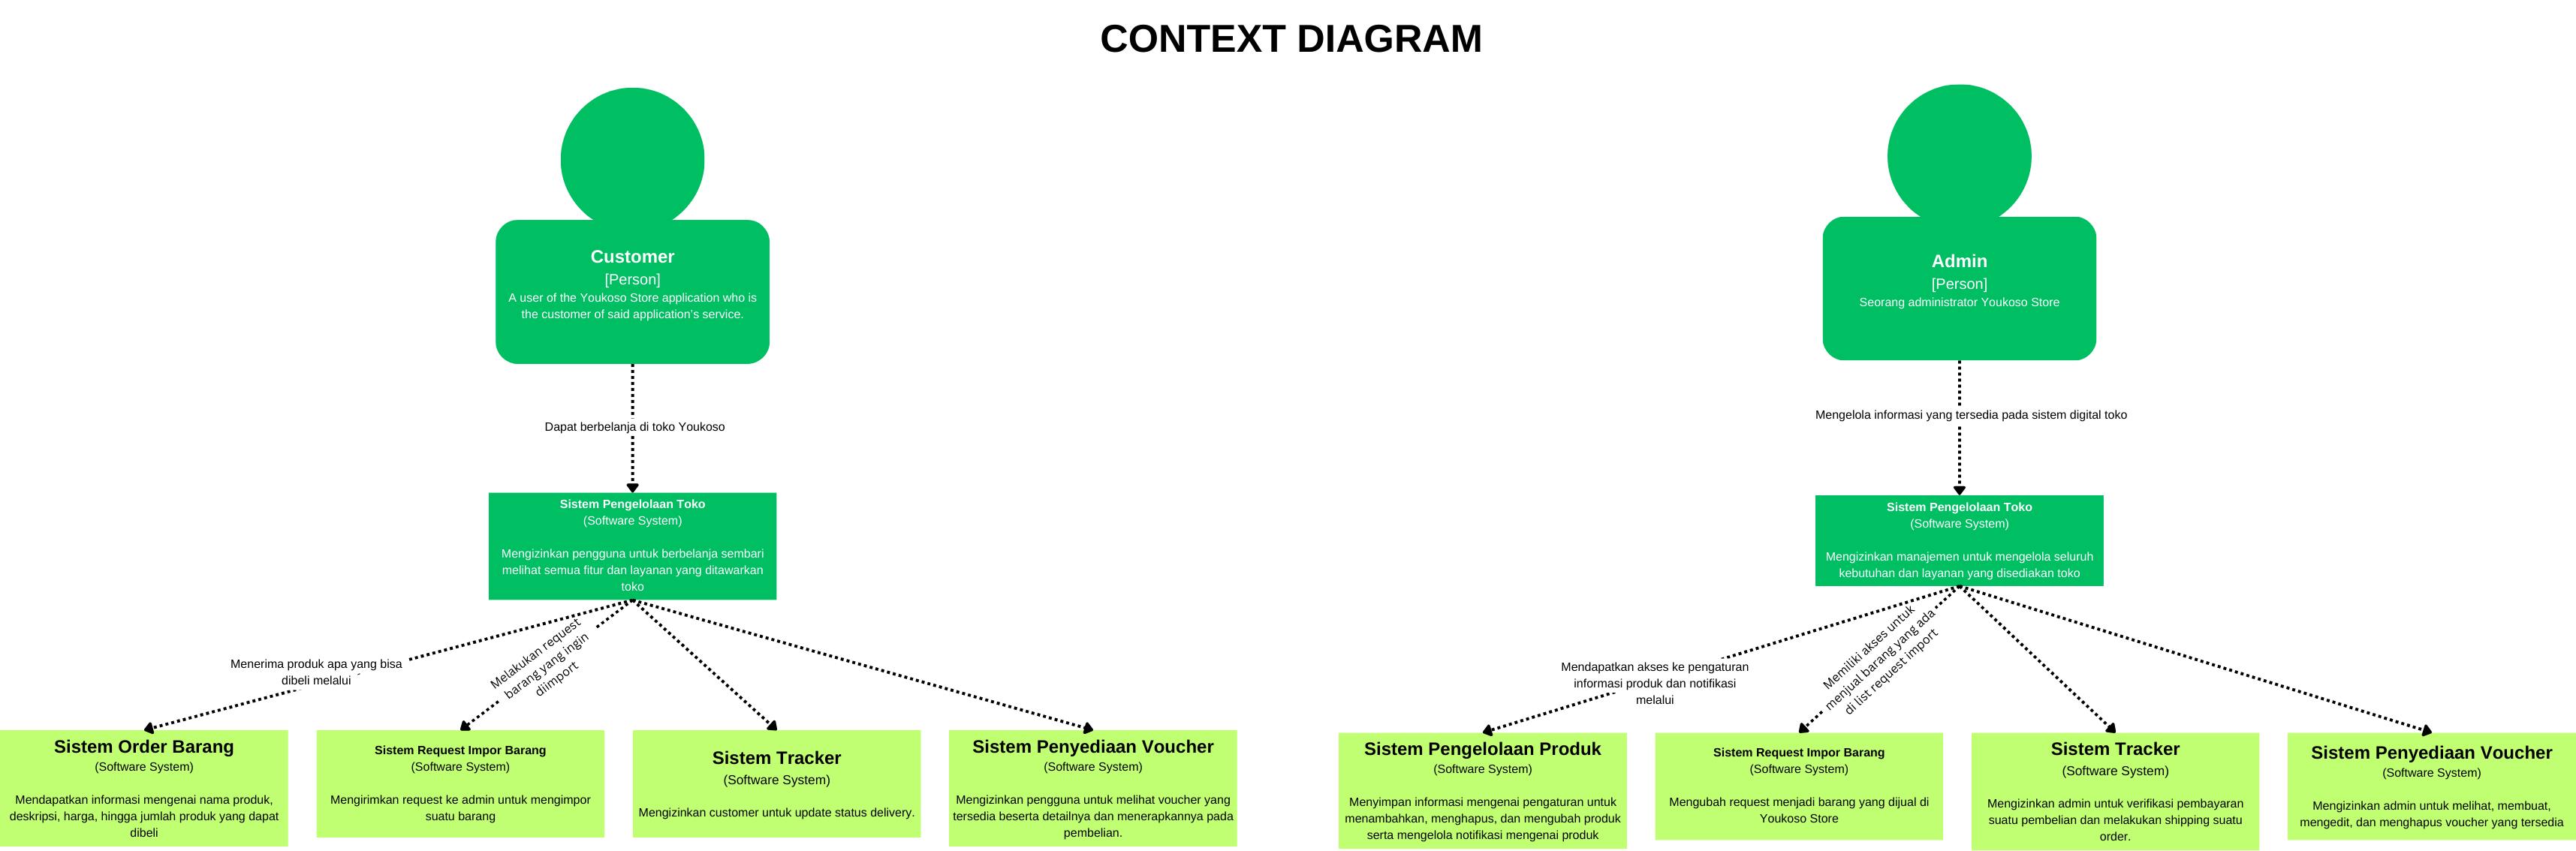 CONTEXT DIAGRAM
Customer
[Person]
A user of the Youkoso Store application who is
the customer of said application's service.
Dapat berbelanja di toko Youkoso
Sistem Pengelolaan Toko
(Software System)
Mengizinkan pengguna untuk berbelanja sembari
melihat semua fitur dan layanan yang ditawarkan
toko
Menerima produk apa yang bisa
dibeli melalui
Melakukan request
barang yang ingin
diimport
Sistem Order Barang
(Software System)
Mendapatkan informasi mengenai nama produk,
deskripsi, harga, hingga jumlah produk yang dapat
dibeli
Sistem Request Impor Barang
(Software System)
Mengirimkan request ke admin untuk mengimpor
suatu barang
Sistem Tracker
(Software System)
Mengizinkan customer untuk update status delivery.
Sistem Penyediaan Voucher
(Software System)
Mengizinkan pengguna untuk melihat voucher yang
tersedia beserta detailnya dan menerapkannya pada
pembelian.
Admin
[Person]
Seorang administrator Youkoso Store
Mengelola informasi yang tersedia pada sistem digital toko
Sistem Pengelolaan Toko
(Software System)
Mengizinkan manajemen untuk mengelola seluruh
kebutuhan dan layanan yang disediakan toko
Mendapatkan akses ke pengaturan
informasi produk dan notifikasi
melalui
Memiliki akses untuk
menjual barang yang ada
di list request import
Sistem Pengelolaan Produk
(Software System)
Menyimpan informasi mengenai pengaturan untuk
menambahkan, menghapus, dan mengubah produk
serta mengelola notifikasi mengenai produk
Sistem Request Impor Barang
(Software System)
Mengubah request menjadi barang yang dijual di
Youkoso Store
Sistem Tracker
(Software System)
Mengizinkan admin untuk verifikasi pembayaran
suatu pembelian dan melakukan shipping suatu
order.
Sistem Penyediaan Voucher
(Software System)
Mengizinkan admin untuk melihat, membuat,
mengedit, dan menghapus voucher yang tersedia